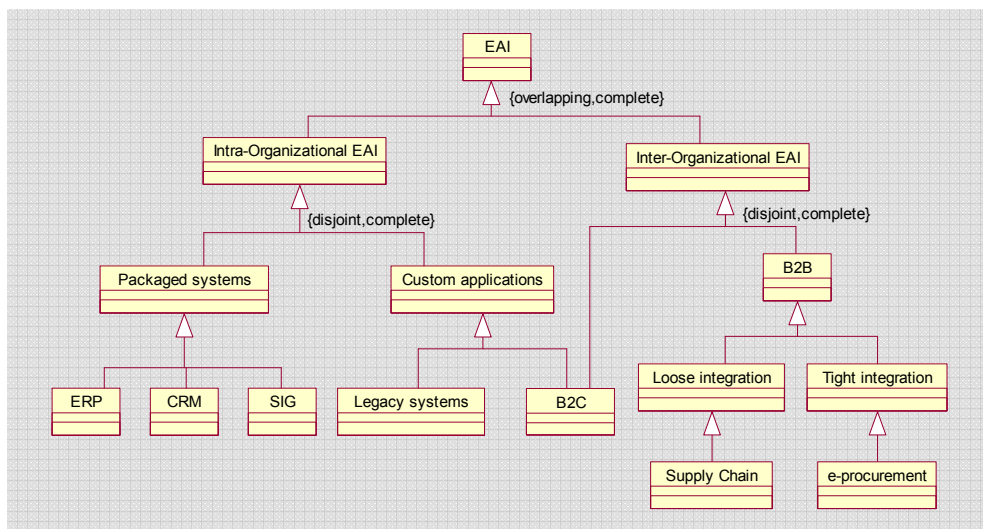 EAI
{overlapping,complete}
Intra-Organizational EAI
Inter-Organizational EAI
{disjoint,complete}
{disjoint,complete}
Packaged systems
Custom applications
B2B
ERP
CRM
SIG
Legacy systems
B2C
Loose integration
Tight integration
Supply Chain
e-procurement